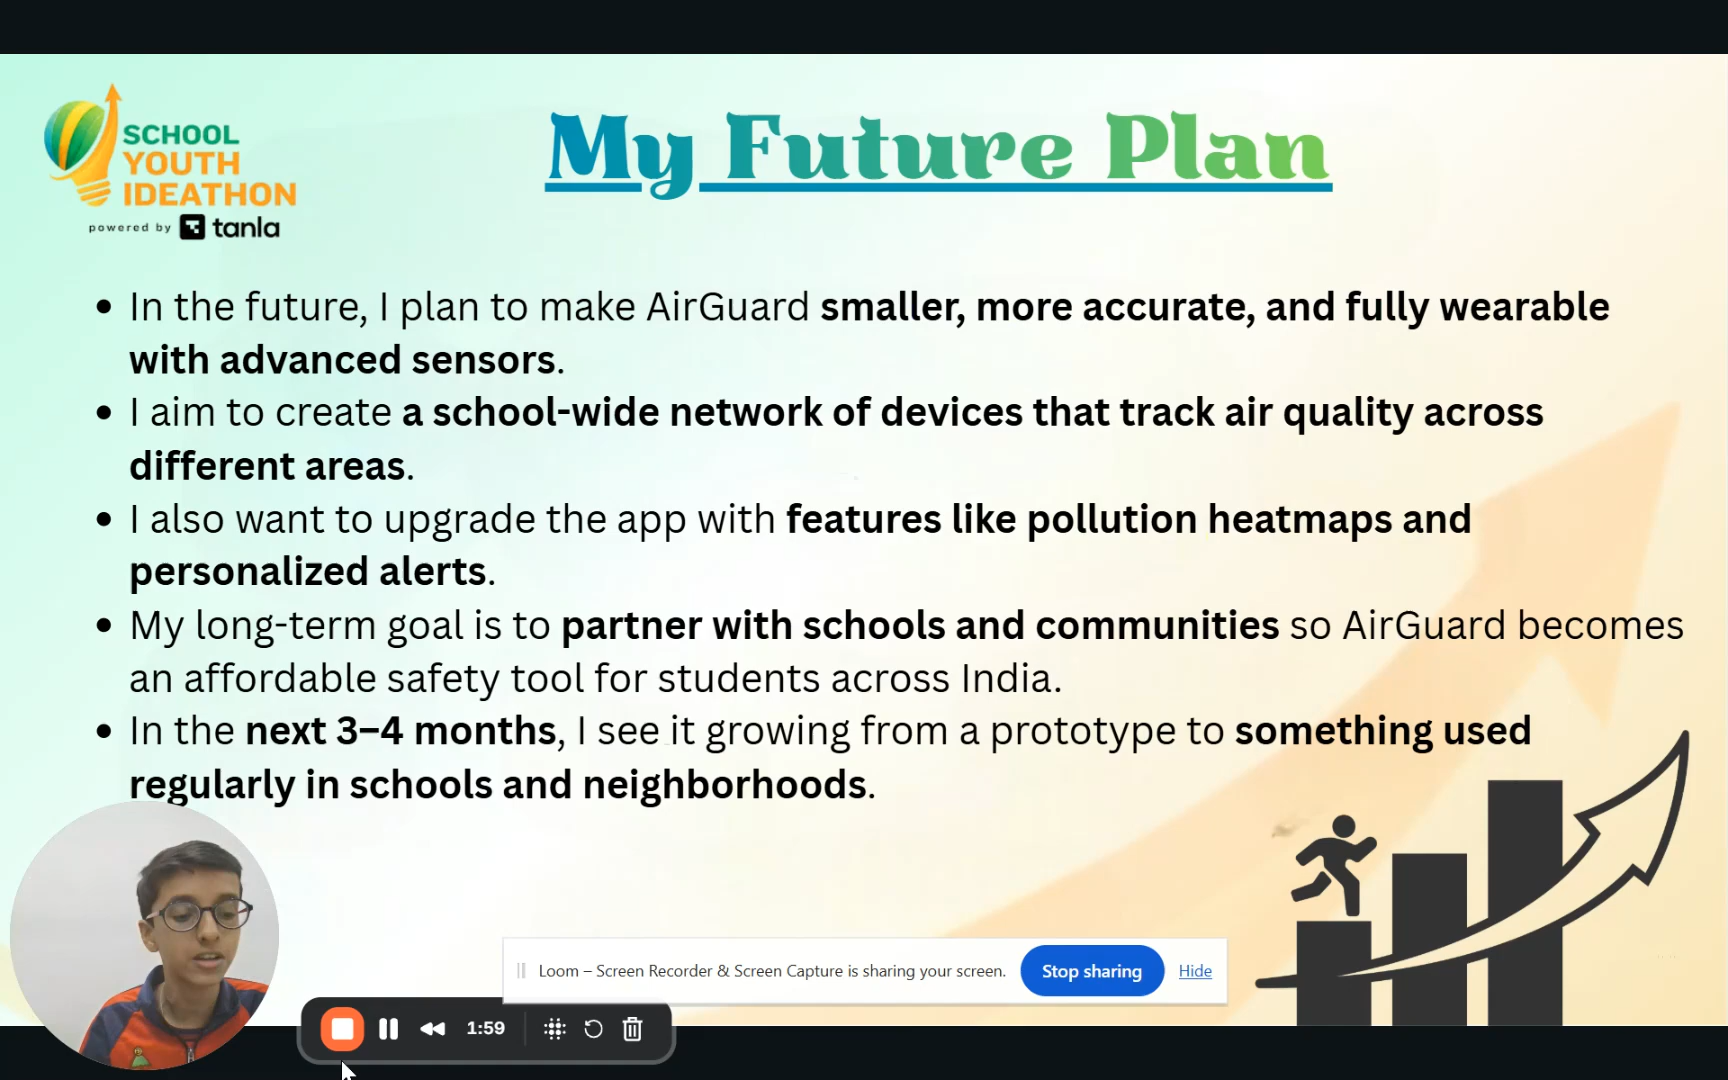 SCHOOL
YOUTH
IDEATHON
powered by tanla
My Future Plan
• In the future, I plan to make AirGuard smaller, more accurate, and fully wearable
with advanced sensors.
• I aim to create a school-wide network of devices that track air quality across
different areas.
• I also want to upgrade the app with features like pollution heatmaps and
personalized alerts.
• My long-term goal is to partner with schools and communities so AirGuard becomes
an affordable safety tool for students across India.
• In the next 3–4 months, I see it growing from a prototype to something used
regularly in schools and neighborhoods.
Loom – Screen Recorder & Screen Capture is sharing your screen. Stop sharing Hide
1:59